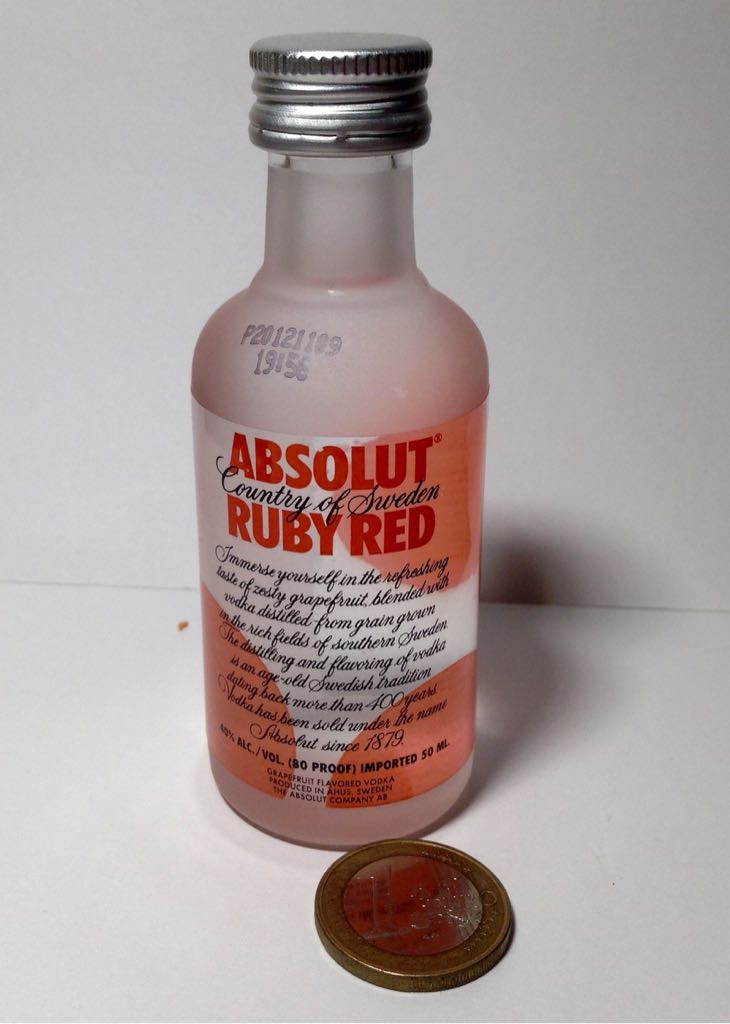 P20121109
19:56
ABSOLUT®
Country of Sweden
RUBY RED
Immerse yourself in the refreshing
taste of zesty grapefruit, blended with
vodka distilled from grain grown
in the rich fields of southern Sweden.
The distilling and flavoring of vodka
is an age-old Swedish tradition
dating back more than 400 years.
Vodka has been sold under the name
Absolut since 1879.
40% ALC./VOL. (80 PROOF) IMPORTED 50 ML.
GRAPEFRUIT FLAVORED VODKA
PRODUCED IN ÅHUS, SWEDEN
THE ABSOLUT COMPANY AB
1